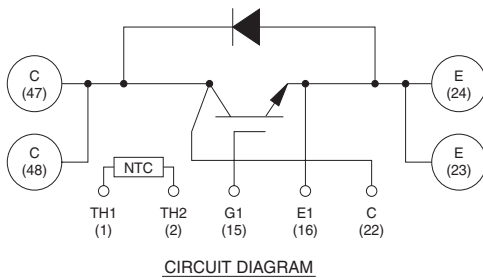 C
(47)
E
(24)
C
(48)
E
(23)
NTC
TH1
(1)
TH2
(2)
G1
(15)
E1
(16)
C
(22)
CIRCUIT DIAGRAM